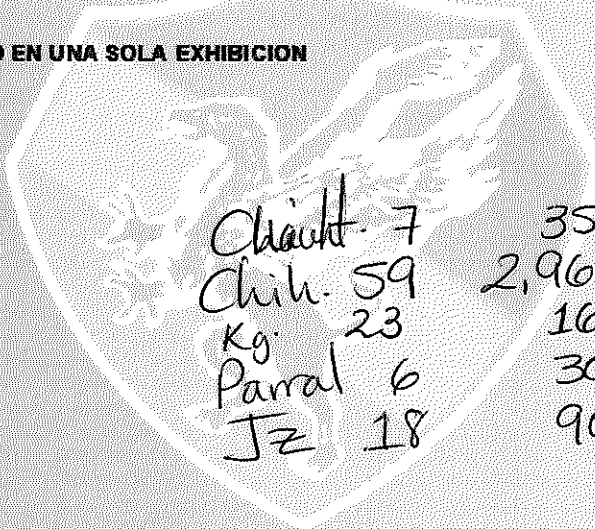 O EN UNA SOLA EXHIBICION
Cuauht. 7 35
Chih. 59 2,96
Kg. 23 16
Parral 6 30
Jz 18 90